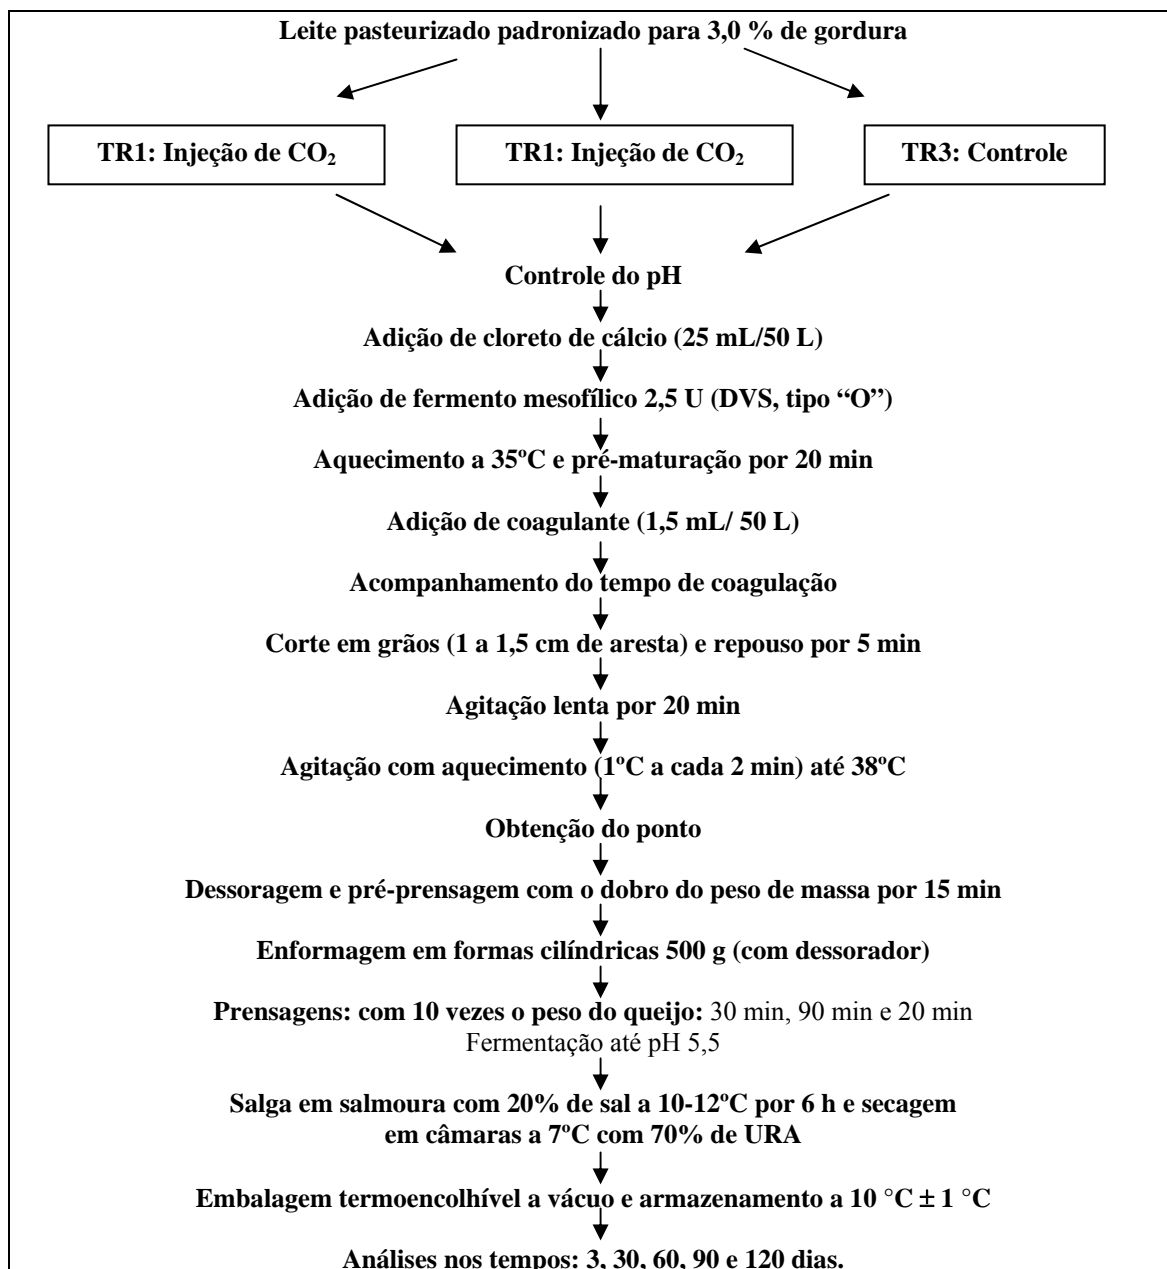 Leite pasteurizado padronizado para 3,0 % de gordura
TR1: Injeção de CO₂
TR1: Injeção de CO₂
TR3: Controle
Controle do pH
Adição de cloreto de cálcio (25 mL/50 L)
Adição de fermento mesofílico 2,5 U (DVS, tipo “O”)
Aquecimento a 35ºC e pré-maturação por 20 min
Adição de coagulante (1,5 mL/ 50 L)
Acompanhamento do tempo de coagulação
Corte em grãos (1 a 1,5 cm de aresta) e repouso por 5 min
Agitação lenta por 20 min
Agitação com aquecimento (1ºC a cada 2 min) até 38ºC
Obtenção do ponto
Dessoragem e pré-prensagem com o dobro do peso de massa por 15 min
Enformagem em formas cilíndricas 500 g (com dessorador)
Prensagens: com 10 vezes o peso do queijo: 30 min, 90 min e 20 min
Fermentação até pH 5,5
Salga em salmoura com 20% de sal a 10-12ºC por 6 h e secagem
em câmaras a 7ºC com 70% de URA
Embalagem termoencolhível a vácuo e armazenamento a 10 °C ± 1 °C
Análises nos tempos: 3, 30, 60, 90 e 120 dias.